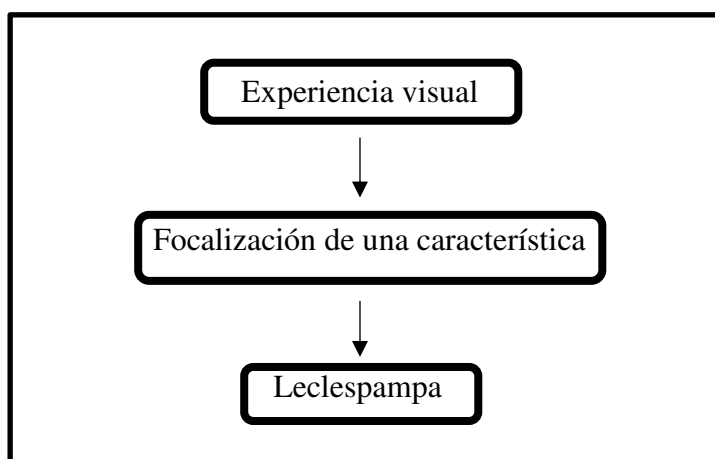 Experiencia visual
Focalización de una característica
Leclespampa